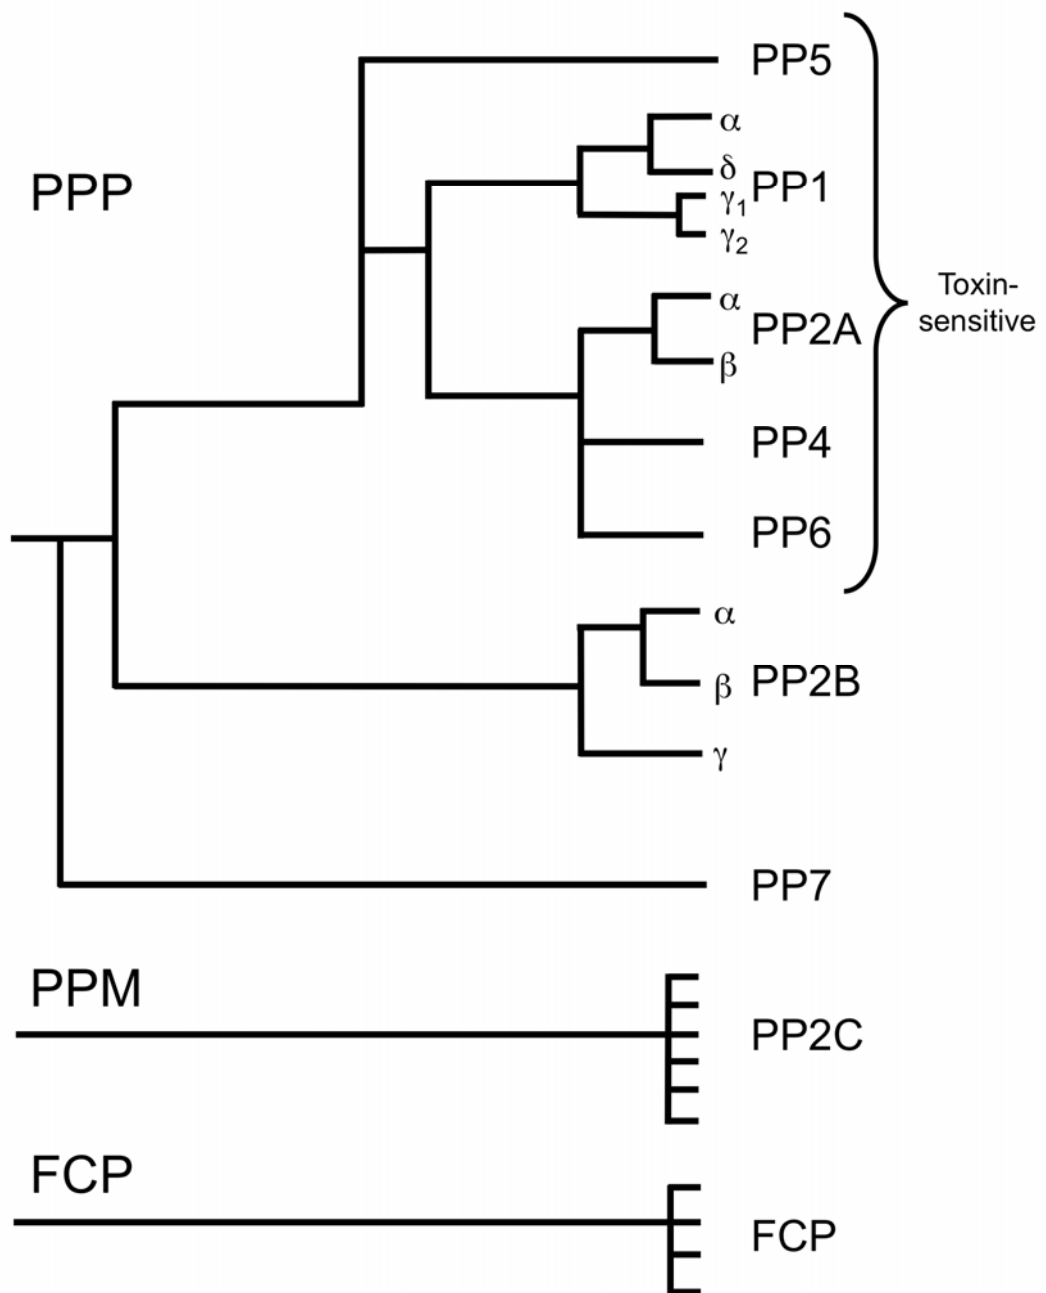 PP5
α
δ
PPP
PP1
γ1
γ2
Toxin-
sensitive
α
PP2A
β
PP4
PP6
α
β
PP2B
γ
PP7
PPM
PP2C
FCP
FCP